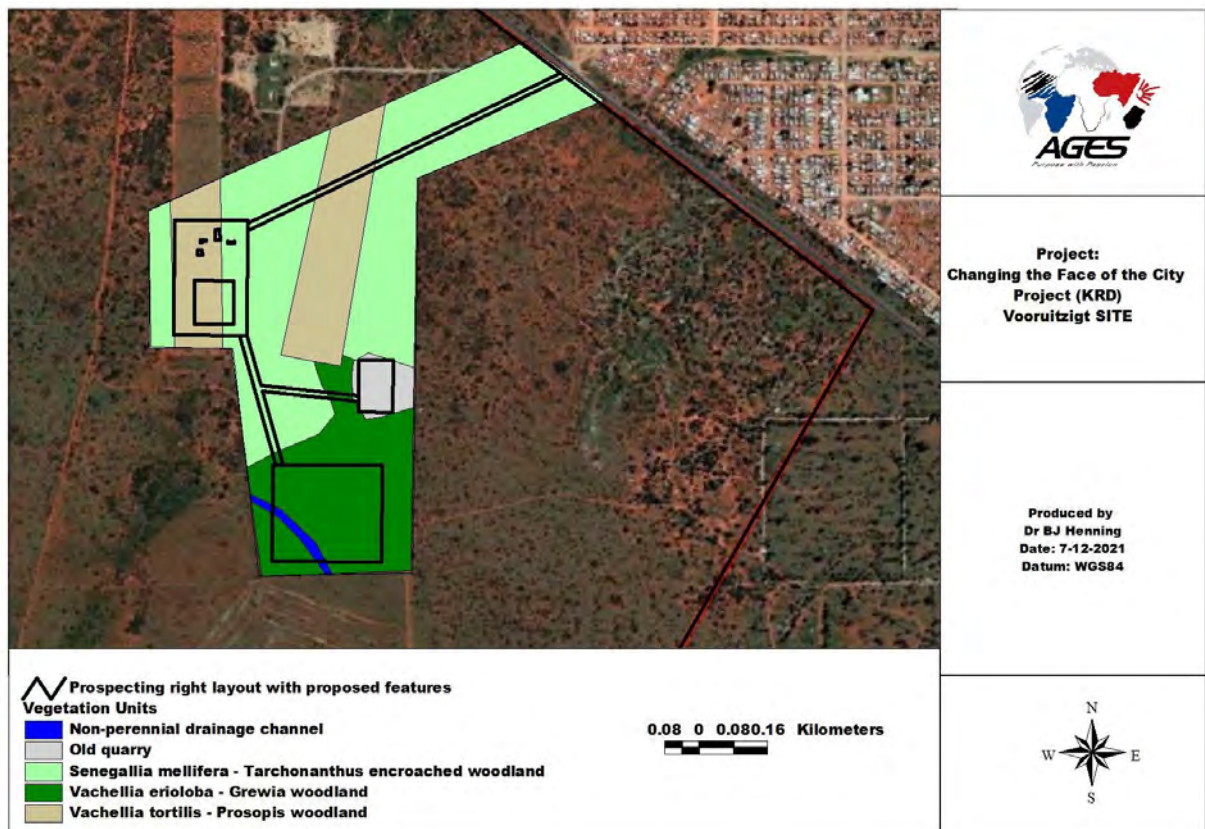 AGES
Purpose with Passion
Project:
Changing the Face of the City
Project (KRD)
Vooruitzigt SITE
Produced by
Dr BJ Henning
Date: 7-12-2021
Datum: WGS84
Prospecting right layout with proposed features
Vegetation Units
Non-perennial drainage channel
Old quarry
Senegallia mellifera - Tarchonanthus encroached woodland
Vachellia erioloba - Grewia woodland
Vachellia tortilis - Prosopis woodland
0.08 0 0.080.16 Kilometers
N
W E
S